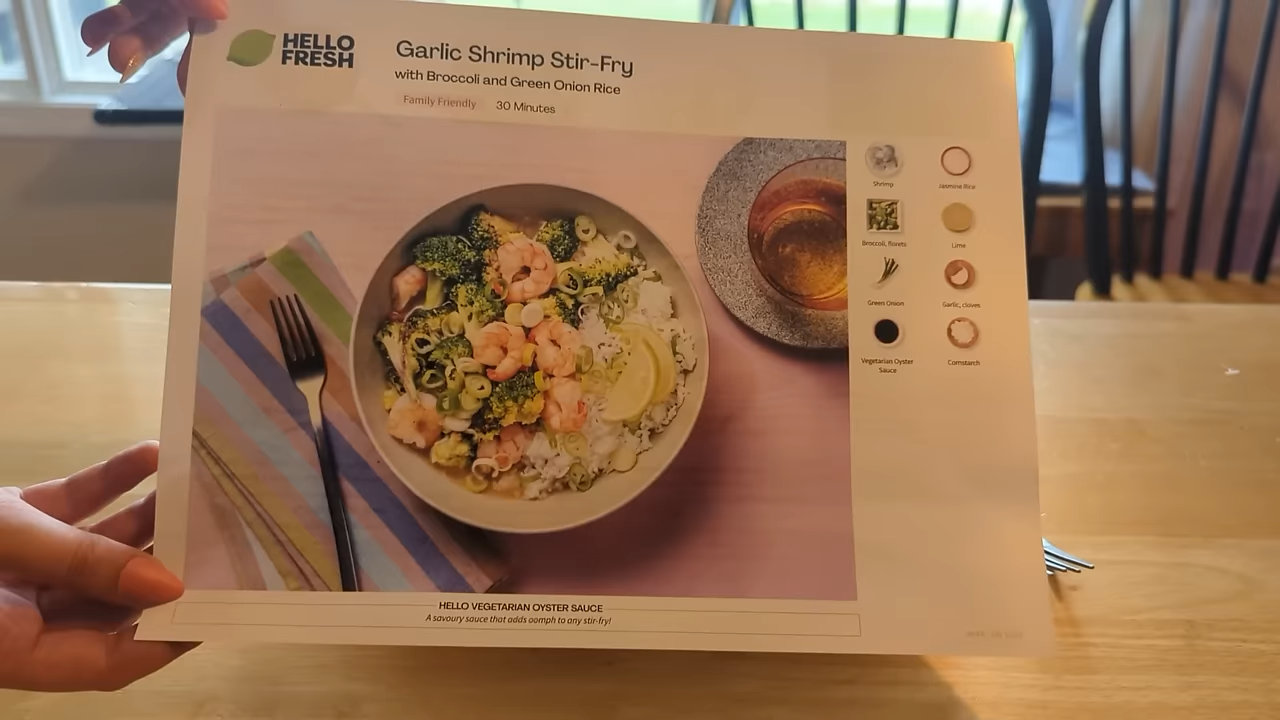 HELLO
FRESH
Garlic Shrimp Stir-Fry
with Broccoli and Green Onion Rice
Family Friendly
30 Minutes
Shrimp
Jasmine Rice
Broccoli, florets
Lime
Green Onion
Garlic, cloves
Vegetarian Oyster
Sauce
Cornstarch
HELLO VEGETARIAN OYSTER SAUCE
A savoury sauce that adds oomph to any stir-fry!